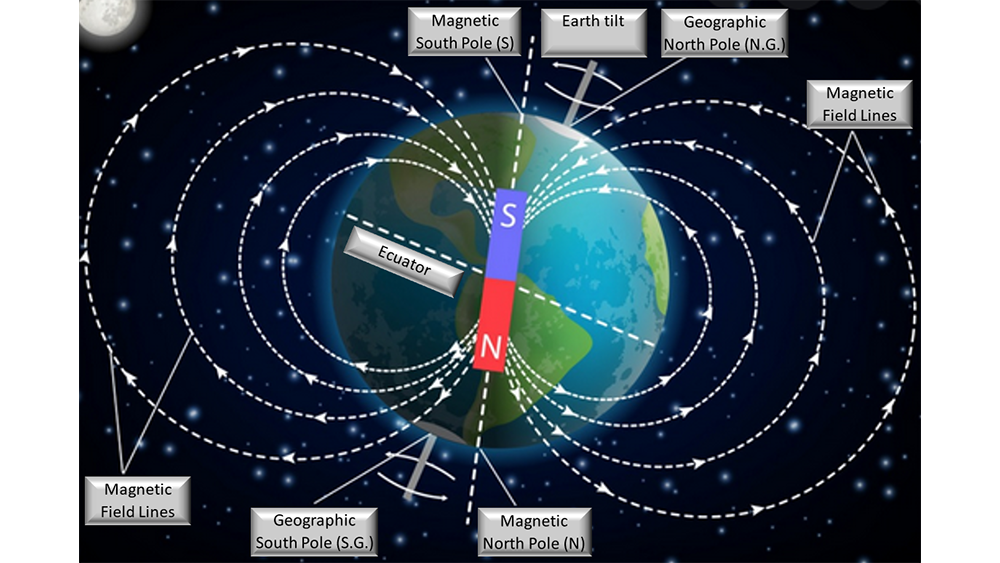 Magnetic
South Pole (S)
Earth tilt
Geographic
North Pole (N.G.)
Magnetic
Field Lines
S
Ecuator
N
Magnetic
Field Lines
Geographic
South Pole (S.G.)
Magnetic
North Pole (N)